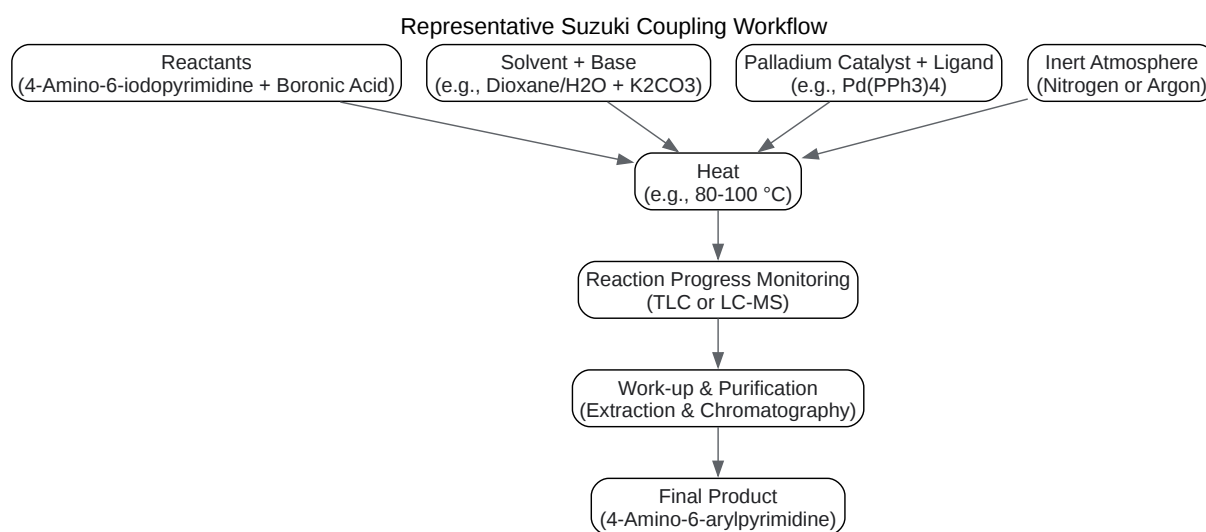 Representative Suzuki Coupling Workflow
Reactants
(4-Amino-6-iodopyrimidine + Boronic Acid)
Solvent + Base
(e.g., Dioxane/H2O + K2CO3)
Palladium Catalyst + Ligand
(e.g., Pd(PPh3)4)
Inert Atmosphere
(Nitrogen or Argon)
Heat
(e.g., 80-100 °C)
Reaction Progress Monitoring
(TLC or LC-MS)
Work-up & Purification
(Extraction & Chromatography)
Final Product
(4-Amino-6-arylpyrimidine)